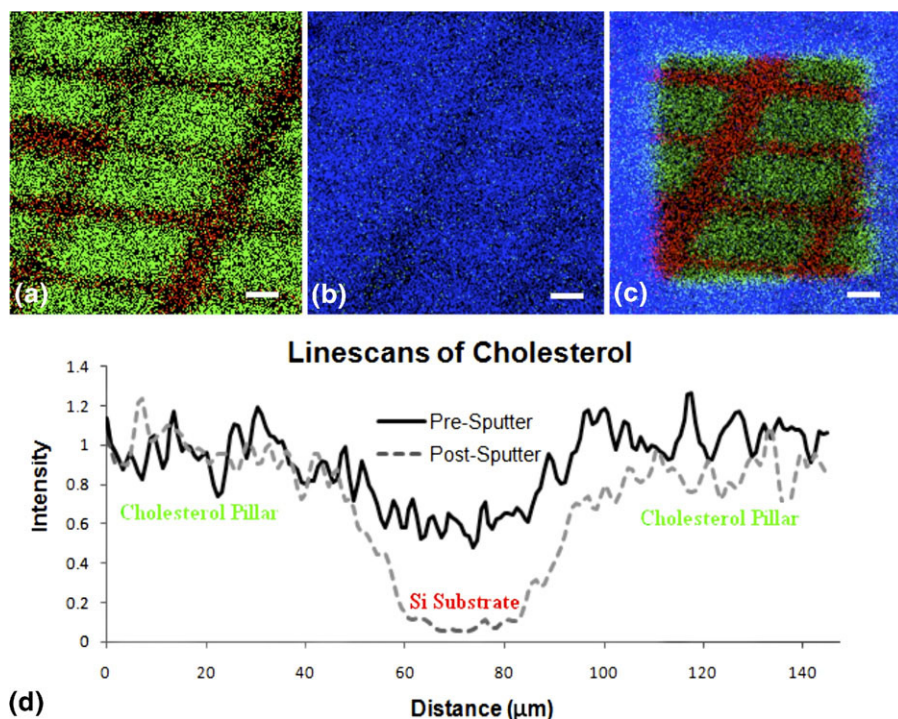 (a)
(b)
(c)
Linescans of Cholesterol
1.4
1.2
1
0.8
0.6
0.4
0.2
0
Intensity
Pre-Sputter
Post-Sputter
Cholesterol Pillar
Cholesterol Pillar
Si Substrate
0 20 40 60 80 100 120 140
Distance (μm)
(d)